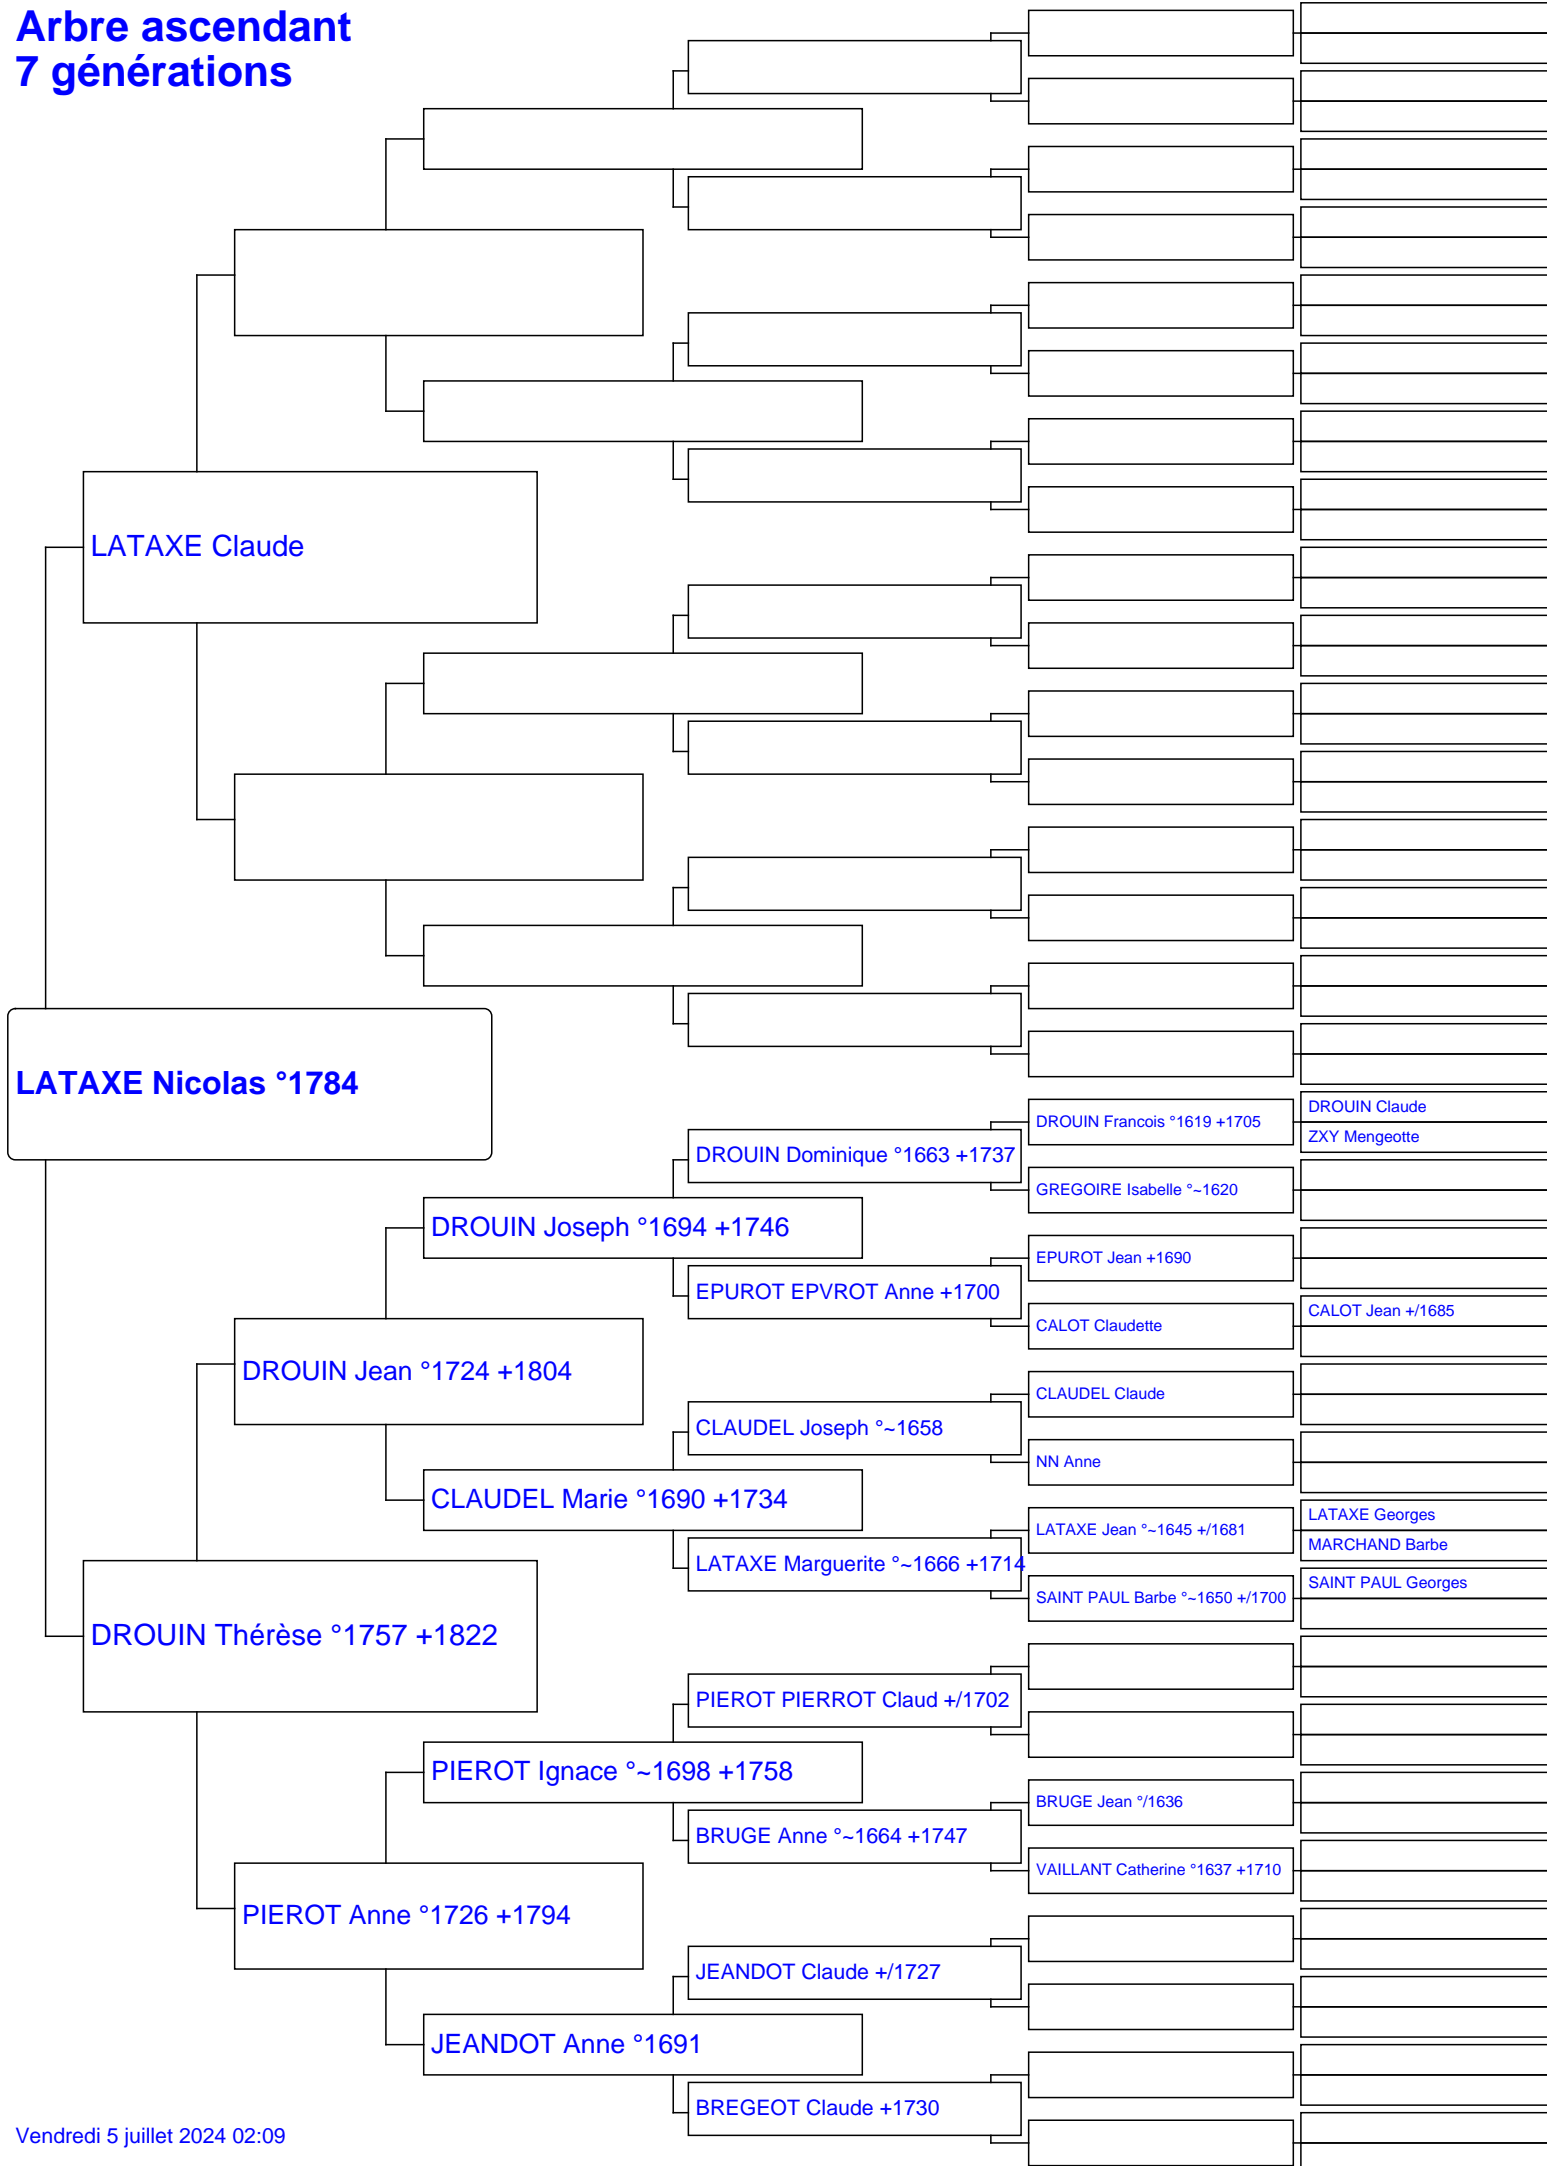 Arbre ascendant
7 générations
LATAXE Claude
LATAXE Nicolas °1784
DROUIN Francois °1619 +1705
DROUIN Claude
ZXY Mengeotte
DROUIN Dominique °1663 +1737
GREGOIRE Isabelle °~1620
DROUIN Joseph °1694 +1746
EPUROT Jean +1690
EPUROT EPVROT Anne +1700
CALOT Claudette
CALOT Jean +/1685
DROUIN Jean °1724 +1804
CLAUDEL Claude
CLAUDEL Joseph °~1658
NN Anne
CLAUDEL Marie °1690 +1734
LATAXE Jean °~1645 +/1681
LATAXE Georges
MARCHAND Barbe
LATAXE Marguerite °~1666 +1714
SAINT PAUL Barbe °~1650 +/1700
SAINT PAUL Georges
DROUIN Thérèse °1757 +1822
PIEROT PIERROT Claud +/1702
PIEROT Ignace °~1698 +1758
BRUGE Jean °/1636
BRUGE Anne °~1664 +1747
VAILLANT Catherine °1637 +1710
PIEROT Anne °1726 +1794
JEANDOT Claude +/1727
JEANDOT Anne °1691
BREGEOT Claude +1730
Vendredi 5 juillet 2024 02:09